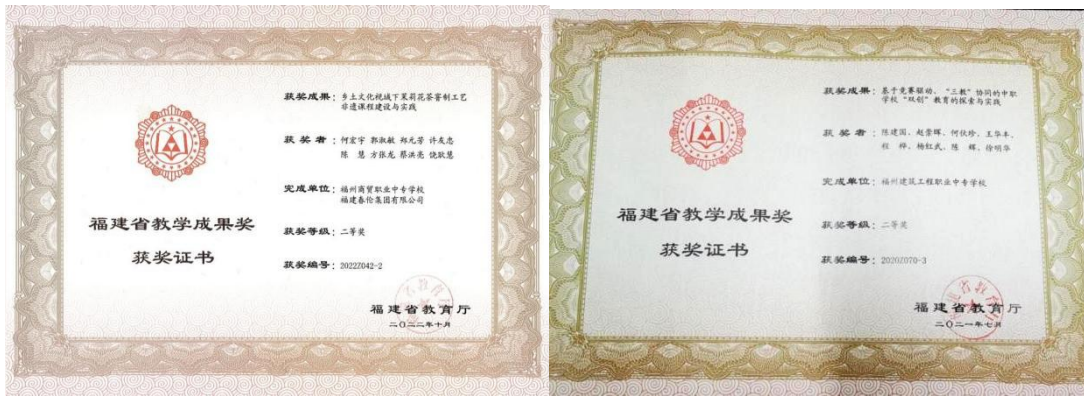 福建省教学成果奖
获奖证书
获奖成果：乡土文化视域下茉莉花茶窨制工艺
非遗课程建设与实践
获奖者：何宏宇 郭淑敏 郑元芳 许友忠
陈 慧 方张龙 蔡洪亮 饶耿慧
完成单位：福州商贸职业中专学校
福建春伦集团有限公司
获奖等级：二等奖
获奖编号：2022Z042-2
福建省教育厅
二〇二二年十月
福建省教学成果奖
获奖证书
获奖成果：基于竞赛驱动、“三教”协同的中职
学校“双创”教育的探索与实践
获奖者：陈建国、赵崇晖、何仪珍、王华丰、
程 桦、杨红武、陈 辉、徐明华
完成单位：福州建筑工程职业中专学校
获奖等级：二等奖
获奖编号：2020Z070-3
福建省教育厅
二〇二一年七月